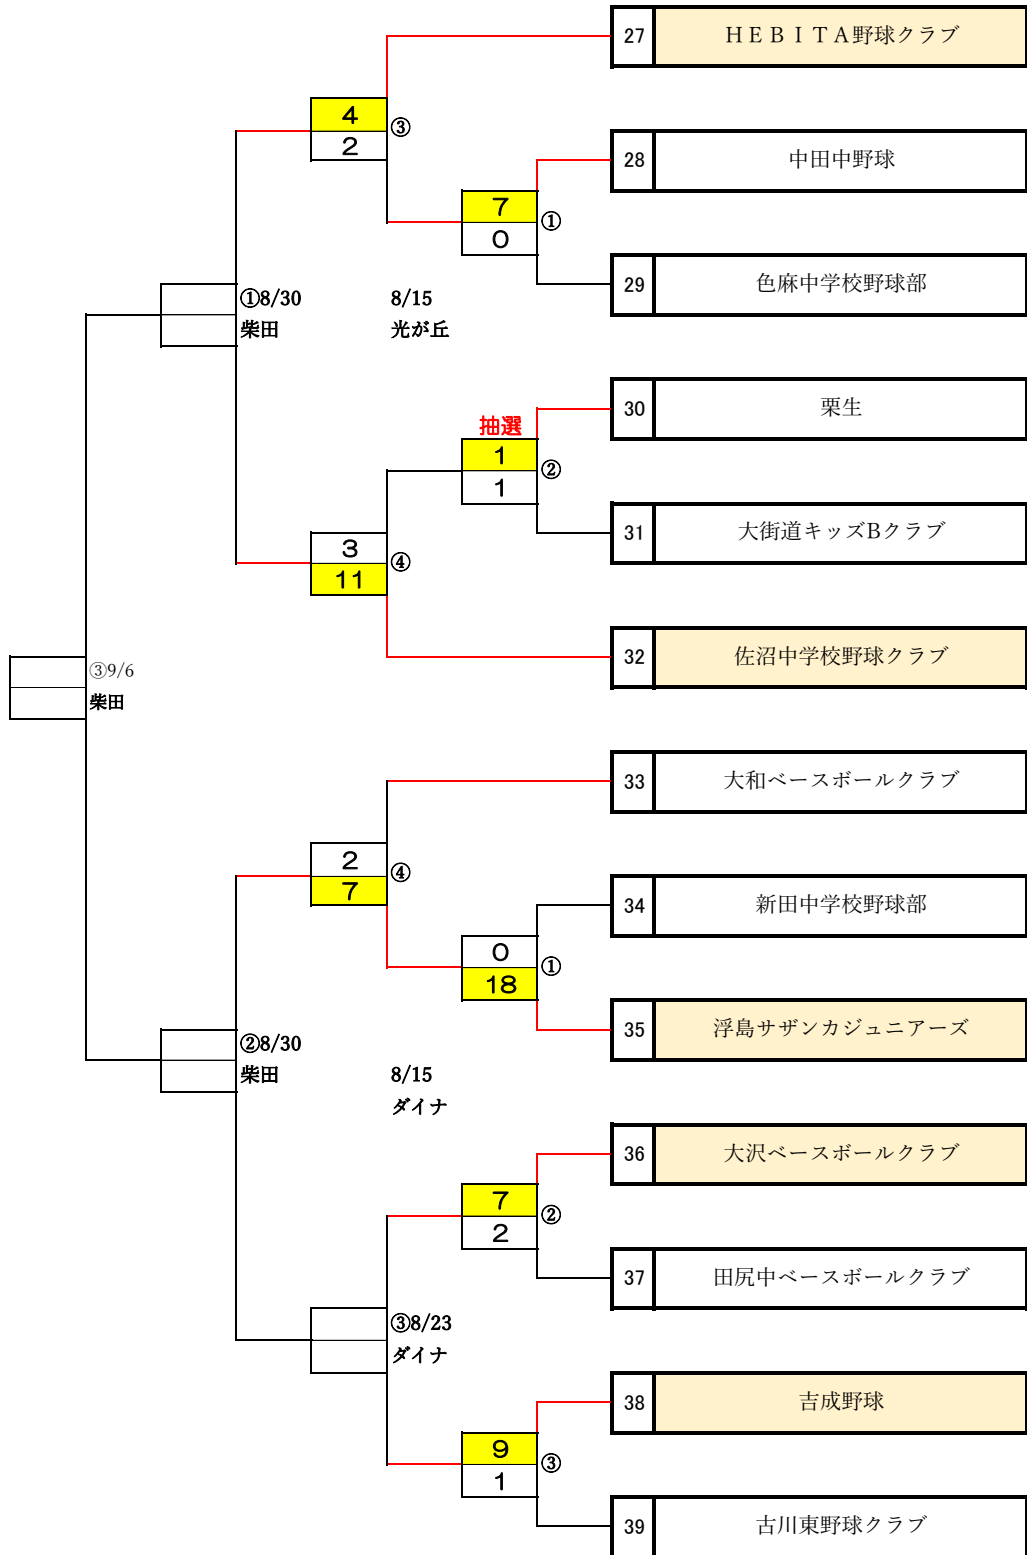 27 ＨＥＢＩＴＡ野球クラブ
4
2
③
28 中田中野球
7
0
①
29 色麻中学校野球部
①8/30
柴田
8/15
光が丘
30 栗生
抽選
1
1
②
31 大街道キッズBクラブ
3
11
④
32 佐沼中学校野球クラブ
③9/6
柴田
33 大和ベースボールクラブ
2
7
④
34 新田中学校野球部
0
18
①
35 浮島サザンカジュニアーズ
②8/30
柴田
8/15
ダイナ
36 大沢ベースボールクラブ
7
2
②
37 田尻中ベースボールクラブ
③8/23
ダイナ
38 吉成野球
9
1
③
39 古川東野球クラブ